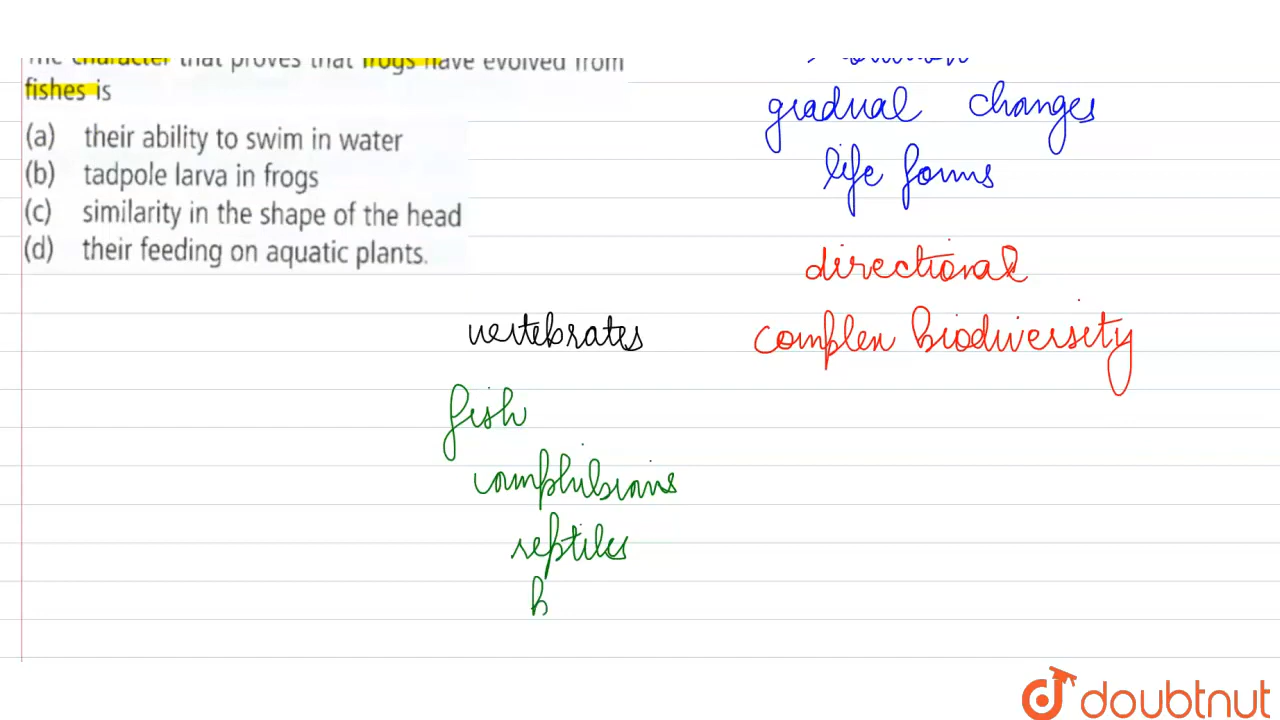 The character that proves that frogs have evolved from
fishes is
(a) their ability to swim in water
(b) tadpole larva in frogs
(c) similarity in the shape of the head
(d) their feeding on aquatic plants.
gradual changes
life forms
directional
complex biodiversity
vertebrates
fish
amphibians
reptiles
b
doubtnut